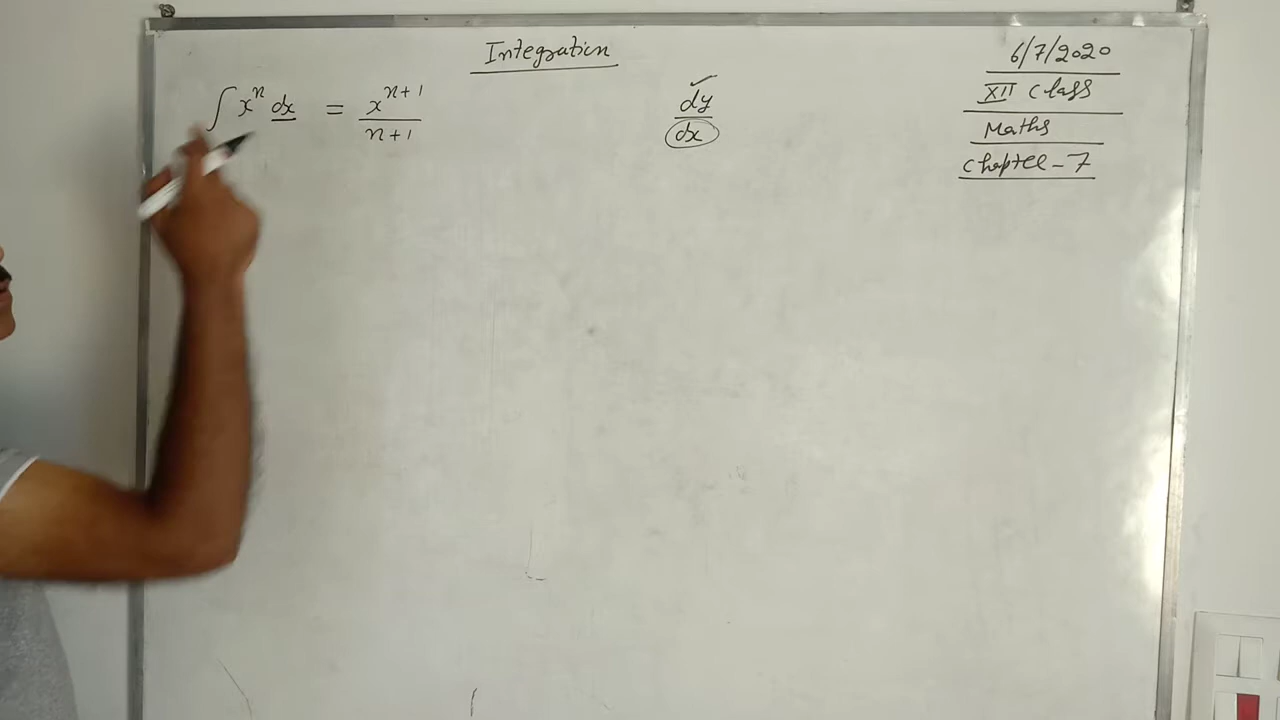 Integration
6/7/2020
XII Class
Maths
Chapter - 7
∫ xⁿ dx = xⁿ⁺¹ / n+1
dy / dx